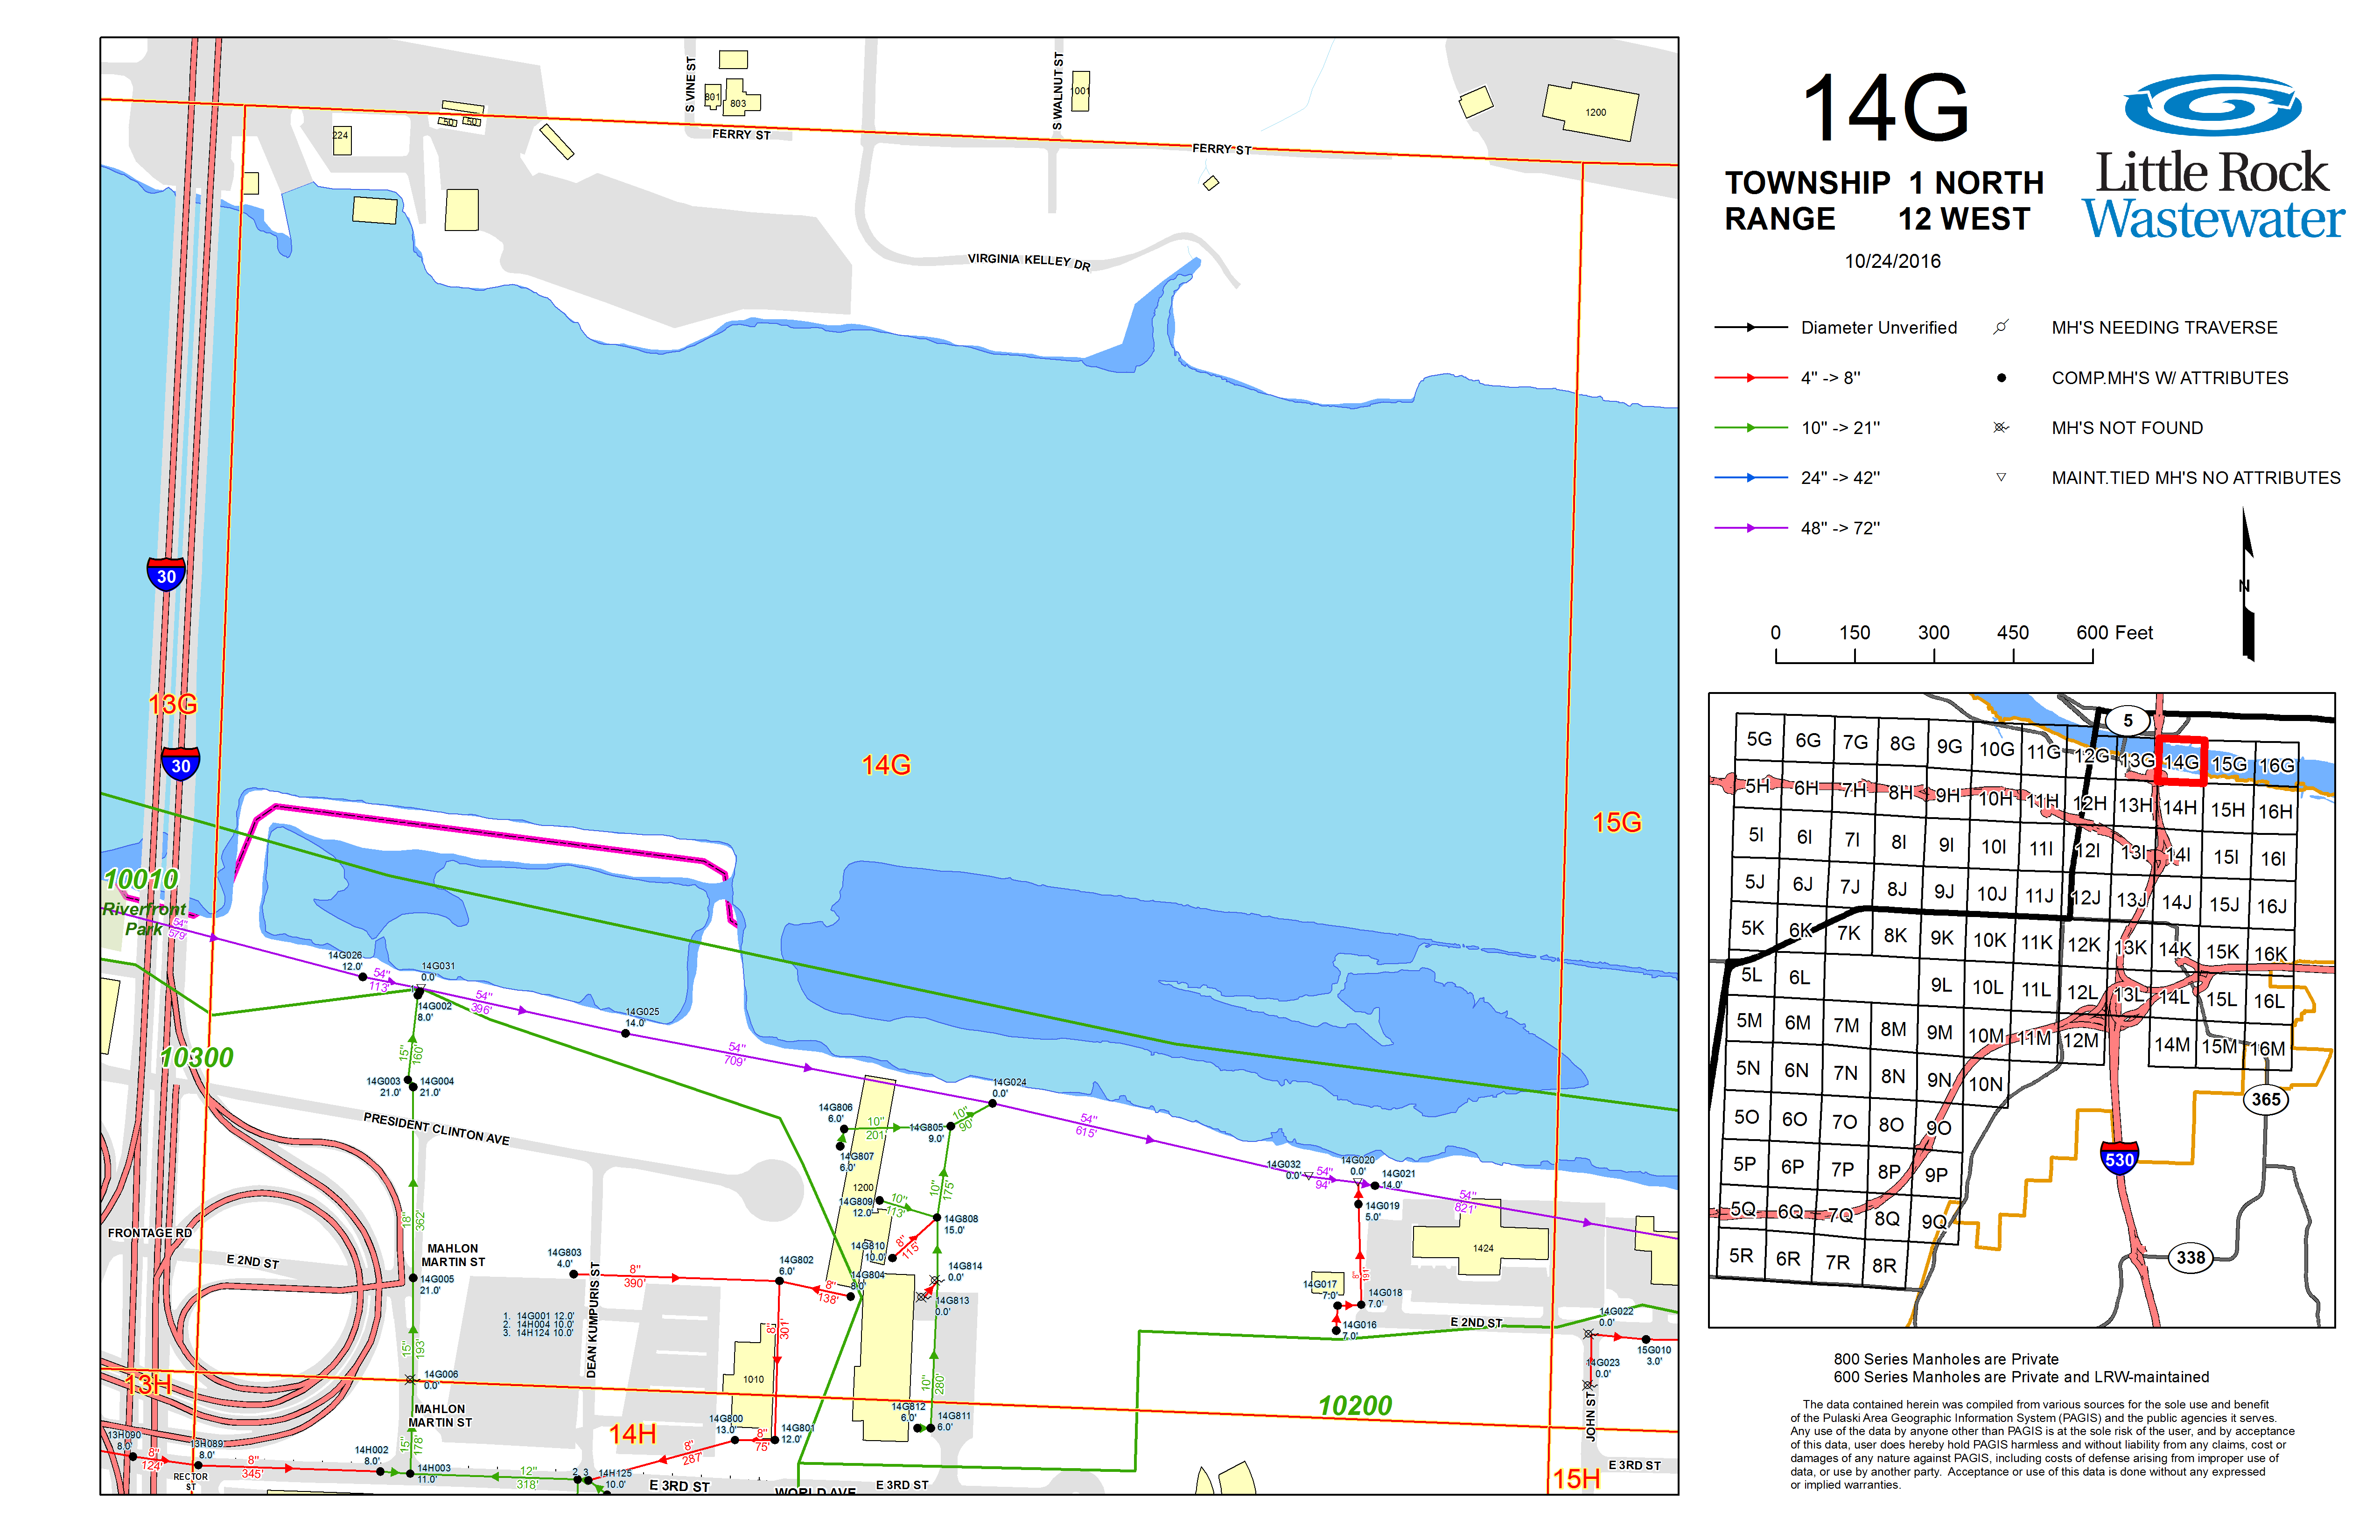 S VINE ST
801
803
FERRY ST
S WALNUT ST
1001
1200
FERRY ST
224
50
50
VIRGINIA KELLEY DR
30
13G
30
14G
15G
10010
Riverfront
Park
54"
579'
14G026
12.0'
54"
113'
14G031
0.0'
14G002
8.0'
54"
396'
14G025
14.0'
54"
709'
10300
15"
160'
14G003
21.0'
14G004
21.0'
PRESIDENT CLINTON AVE
14G024
0.0'
14G806
6.0'
10"
201'
14G805
9.0'
10"
90'
54"
615'
14G807
6.0'
1200
10"
175'
14G809
12.0'
10"
113'
14G808
15.0'
14G810
10.0'
8"
115'
14G032
0.0'
54"
94'
14G020
0.0'
14G021
14.0'
14G019
5.0'
54"
821'
1424
18"
362'
FRONTAGE RD
E 2ND ST
MAHLON
MARTIN ST
14G005
21.0'
14G803
4.0'
8"
390'
DEAN KUMPURIS ST
14G802
6.0'
8"
138'
14G804
8.0'
14G814
0.0'
14G813
0.0'
8"
191'
14G017
7.0'
14G018
7.0'
14G016
7.0'
E 2ND ST
14G022
0.0'
15G010
3.0'
14G023
0.0'
JOHN ST
1. 14G001 12.0'
2. 14H004 10.0'
3. 14H124 10.0'
15"
193'
8"
301'
1010
13H
14G006
0.0'
MAHLON
MARTIN ST
10"
280'
10200
14H
14G800
13.0'
8"
75'
14G801
12.0'
14G812
6.0'
14G811
6.0'
13H090
8.0'
8"
124'
13H089
8.0'
8"
345'
RECTOR
ST
14H002
8.0'
15"
178'
14H003
11.0'
12"
318'
2 3
14H125
10.0'
8"
287'
E 3RD ST
WORLD AVE
E 3RD ST
15H
E 3RD ST
14G
TOWNSHIP 1 NORTH
RANGE 12 WEST
10/24/2016
Little Rock
Wastewater
Diameter Unverified
MH'S NEEDING TRAVERSE
4" -> 8"
COMP.MH'S W/ ATTRIBUTES
10" -> 21"
MH'S NOT FOUND
24" -> 42"
MAINT.TIED MH'S NO ATTRIBUTES
48" -> 72"
N
0 150 300 450 600 Feet
5
5G 6G 7G 8G 9G 10G 11G 12G 13G 14G 15G 16G
5H 6H 7H 8H 9H 10H 11H 12H 13H 14H 15H 16H
5I 6I 7I 8I 9I 10I 11I 12I 13I 14I 15I 16I
5J 6J 7J 8J 9J 10J 11J 12J 13J 14J 15J 16J
5K 6K 7K 8K 9K 10K 11K 12K 13K 14K 15K 16K
5L 6L 9L 10L 11L 12L 13L 14L 15L 16L
5M 6M 7M 8M 9M 10M 11M 12M 14M 15M 16M
5N 6N 7N 8N 9N 10N
365
5O 6O 7O 8O 9O
530
5P 6P 7P 8P 9P
5Q 6Q 7Q 8Q 9Q
338
5R 6R 7R 8R
800 Series Manholes are Private
600 Series Manholes are Private and LRW-maintained
The data contained herein was compiled from various sources for the sole use and benefit
of the Pulaski Area Geographic Information System (PAGIS) and the public agencies it serves.
Any use of the data by anyone other than PAGIS is at the sole risk of the user, and by acceptance
of this data, user does hereby hold PAGIS harmless and without liability from any claims, cost or
damages of any nature against PAGIS, including costs of defense arising from improper use of
data, or use by another party. Acceptance or use of this data is done without any expressed
or implied warranties.